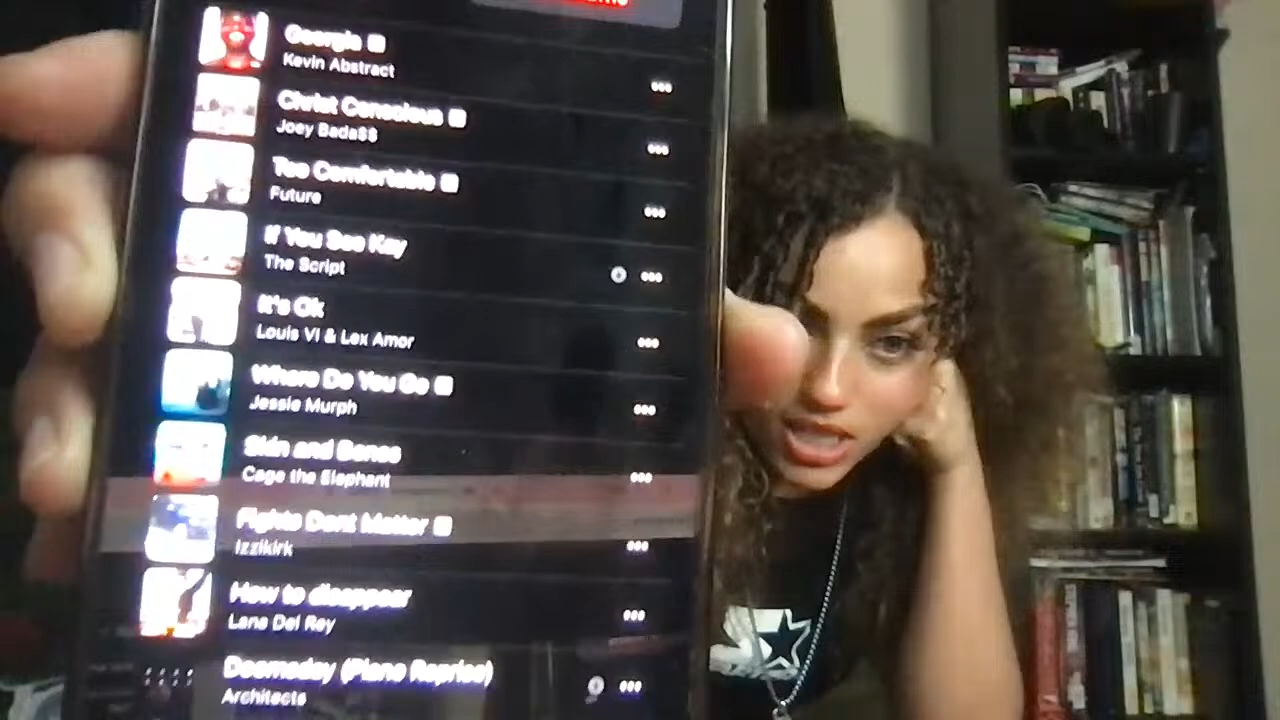 Georgia E
Kevin Abstract
Christ Conscious E
Joey Bada$$
Too Comfortable E
Future
If You See Kay
The Script
It's Ok
Louis VI & Lex Amor
Where Do You Go E
Jessie Murph
Skin and Bones
Cage the Elephant
Fights Dont Matter E
Izzikirk
How to disappear
Lana Del Rey
Doomsday (Piano Reprise)
Architects